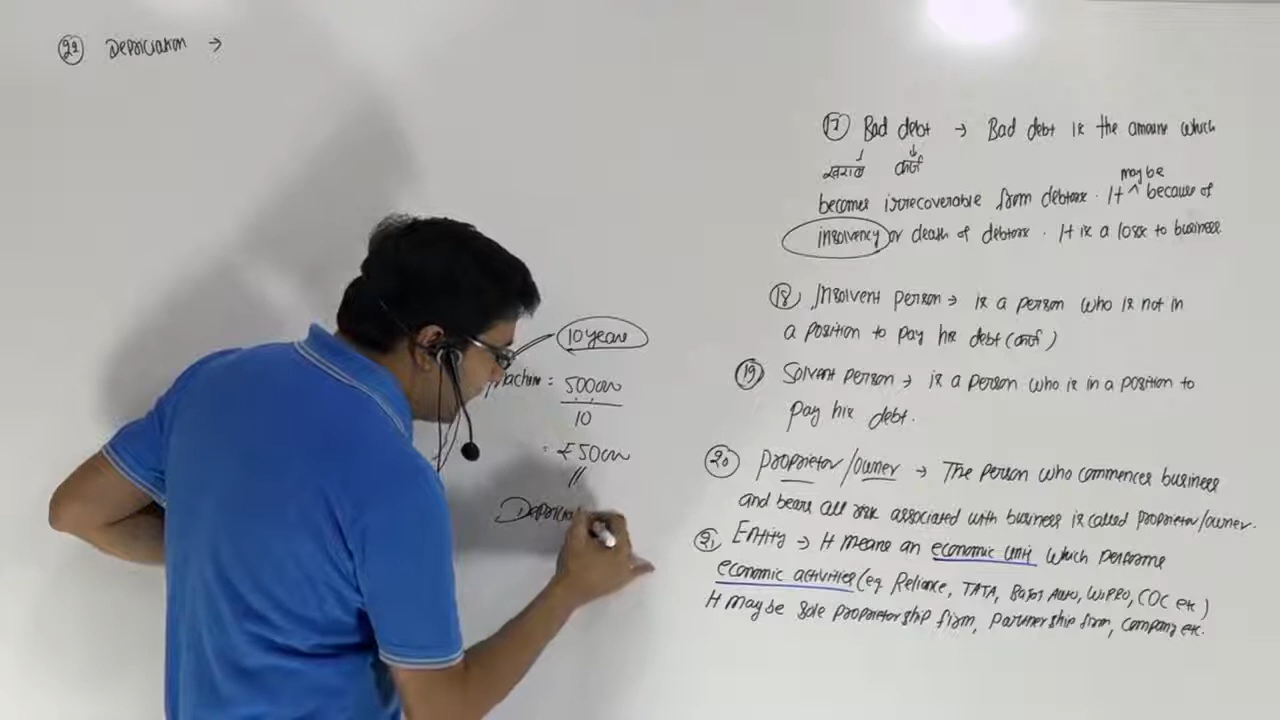 22 Depriciation →
10 years
Machine = 50000
10
= ₹5000
Depricia
17 Bad debt → Bad debt is the amount which
खराब कर्ज
may be
becomes irrecoverable from debtors. It ^ because of
insolvency or death of debtors. It is a loss to business
18 Insolvent person → is a person who is not in
a position to pay his debt (कर्ज)
19 Solvent person → is a person who is in a position to
pay his debt.
20 Proprietor/owner → The person who commences business
and bears all risk associated with business is called proprietor/owner.
21 Entity → It means an economic unit which performs
economic activities (eg Reliance, TATA, Bajaj Auto, WIPRO, COC etc)
It may be sole proprietorship firm, partnership firm, company etc.